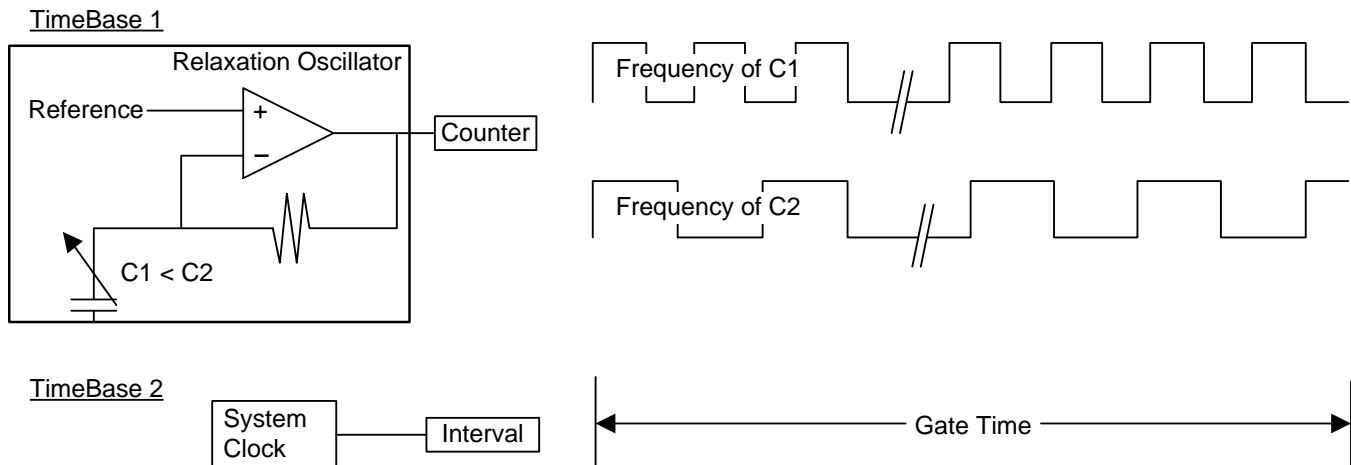 TimeBase 1
Relaxation Oscillator
Reference
+
−
Counter
C1 < C2
Frequency of C1
Frequency of C2
TimeBase 2
System
Clock
Interval
Gate Time